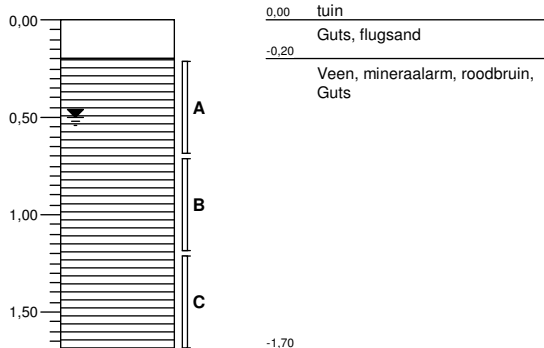 0,00
0,50
1,00
1,50
A
B
C
0,00 tuin
Guts, flugsand
-0,20
Veen, mineraalarm, roodbruin,
Guts
-1,70